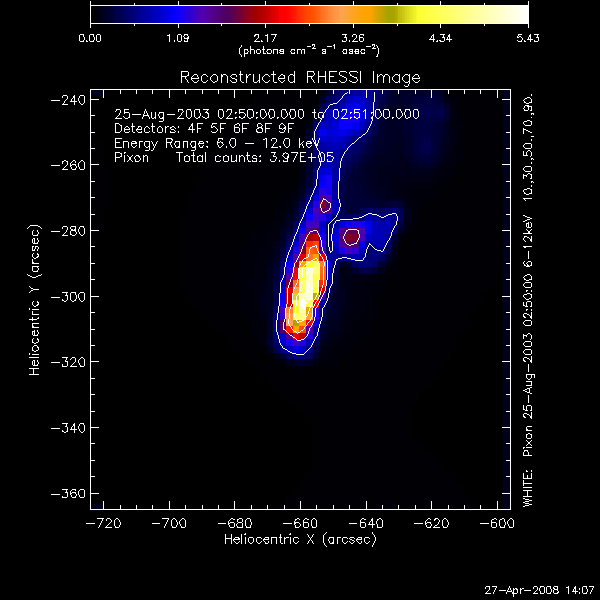 0.00 1.09 2.17 3.26 4.34 5.43
(photons cm⁻² s⁻¹ asec⁻²)
Reconstructed RHESSI Image
25-Aug-2003 02:50:00.000 to 02:51:00.000
Detectors: 4F 5F 6F 8F 9F
Energy Range: 6.0 - 12.0 keV
Pixon Total counts: 3.97E+05
-240
-260
-280
-300
-320
-340
-360
Heliocentric Y (arcsec)
-720 -700 -680 -660 -640 -620 -600
Heliocentric X (arcsec)
WHITE: Pixon 25-Aug-2003 02:50:00 6-12keV 10.,30.,50.,70.,90.
27-Apr-2008 14:07